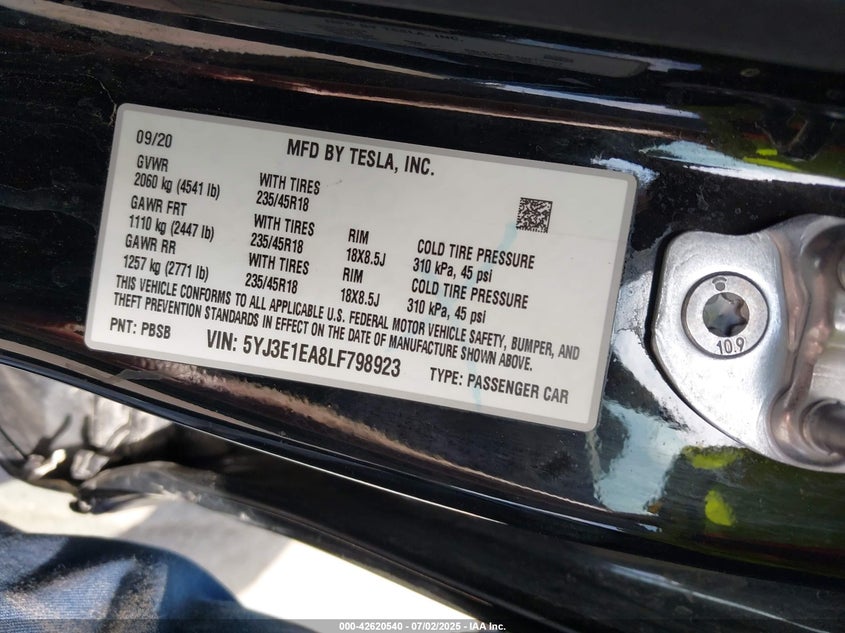 09/20
MFD BY TESLA, INC.
GVWR
2060 kg (4541 lb)
WITH TIRES
235/45R18
GAWR FRT
1110 kg (2447 lb)
WITH TIRES
235/45R18
RIM
18X8.5J
COLD TIRE PRESSURE
310 kPa, 45 psi
GAWR RR
1257 kg (2771 lb)
WITH TIRES
235/45R18
RIM
18X8.5J
COLD TIRE PRESSURE
310 kPa, 45 psi
THIS VEHICLE CONFORMS TO ALL APPLICABLE U.S. FEDERAL MOTOR VEHICLE SAFETY, BUMPER, AND
THEFT PREVENTION STANDARDS IN EFFECT ON THE DATE OF MANUFACTURE SHOWN ABOVE.
PNT: PBSB
VIN: 5YJ3E1EA8LF798923
TYPE: PASSENGER CAR
10.9
000-42620540 - 07/02/2025 - IAA Inc.